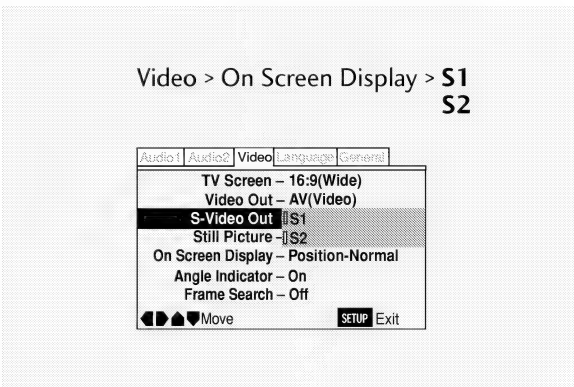 Video > On Screen Display > S1
S2
Audio1 Audio2 Video Language General
TV Screen – 16:9(Wide)
Video Out – AV(Video)
S-Video Out S1
Still Picture – S2
On Screen Display – Position-Normal
Angle Indicator – On
Frame Search – Off
Move SETUP Exit